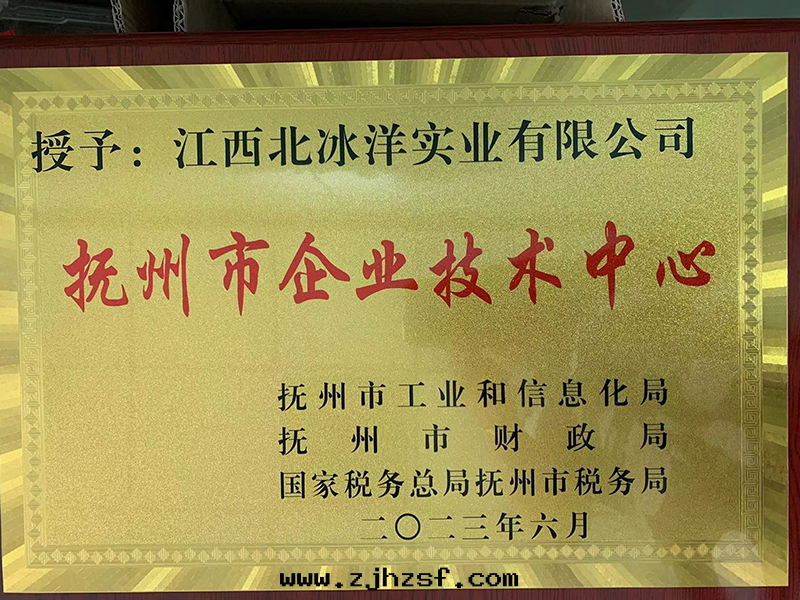 授予：江西北冰洋实业有限公司
抚州市企业技术中心
抚州市工业和信息化局
抚州市财政局
国家税务总局抚州市税务局
二〇二三年六月
www.zjhzsf.com